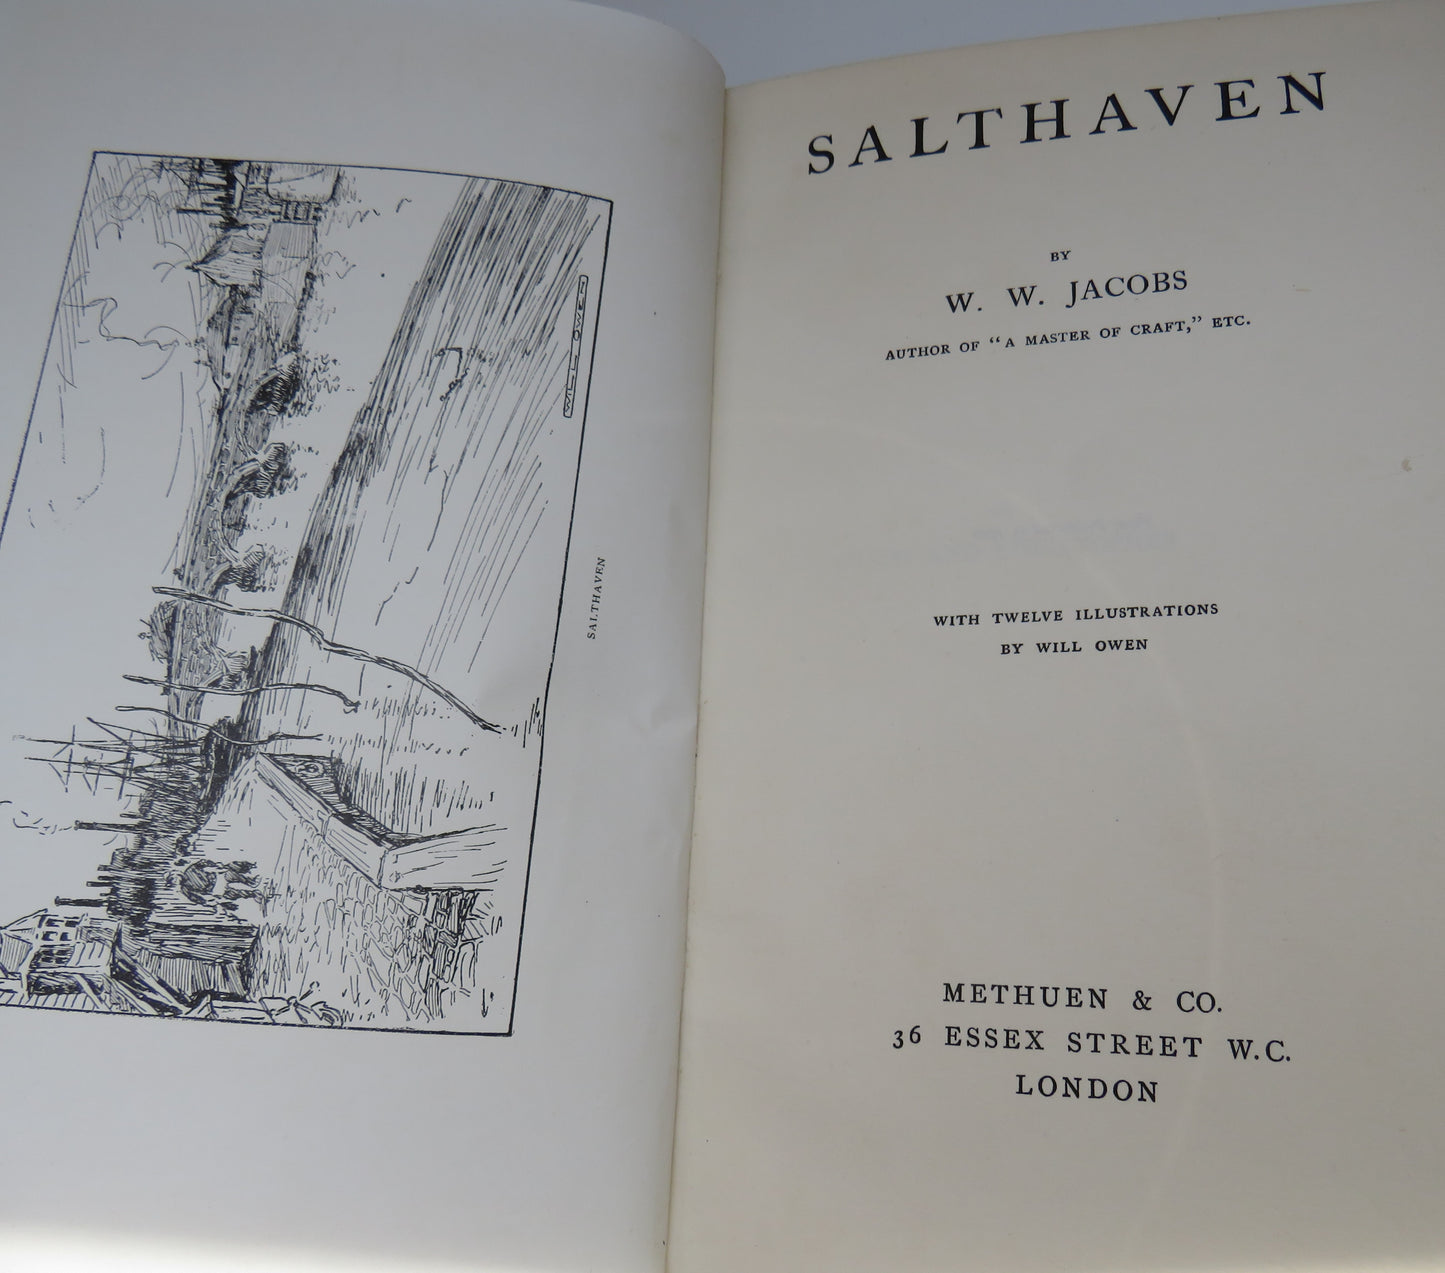 WILL OWEN
SALTHAVEN
SALTHAVEN
BY
W. W. JACOBS
AUTHOR OF “A MASTER OF CRAFT,” ETC.
WITH TWELVE ILLUSTRATIONS
BY WILL OWEN
METHUEN & CO.
36 ESSEX STREET W.C.
LONDON